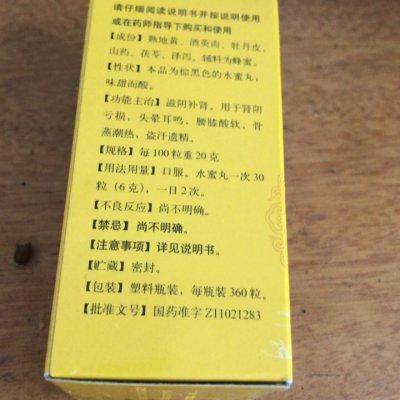 请仔细阅读说明书并按说明使用
或在药师指导下购买和使用
【成份】熟地黄、酒萸肉、牡丹皮、
山药、茯苓、泽泻。辅料为蜂蜜。
【性状】本品为棕黑色的水蜜丸;
味甜而酸。
【功能主治】滋阴补肾。用于肾阴
亏损,头晕耳鸣,腰膝酸软,骨
蒸潮热,盗汗遗精。
【规格】每100粒重20克
【用法用量】口服。水蜜丸一次30
粒(6克),一日2次。
【不良反应】尚不明确。
【禁忌】尚不明确。
【注意事项】详见说明书。
【贮藏】密封。
【包装】塑料瓶装,每瓶装360粒。
【批准文号】国药准字Z11021283